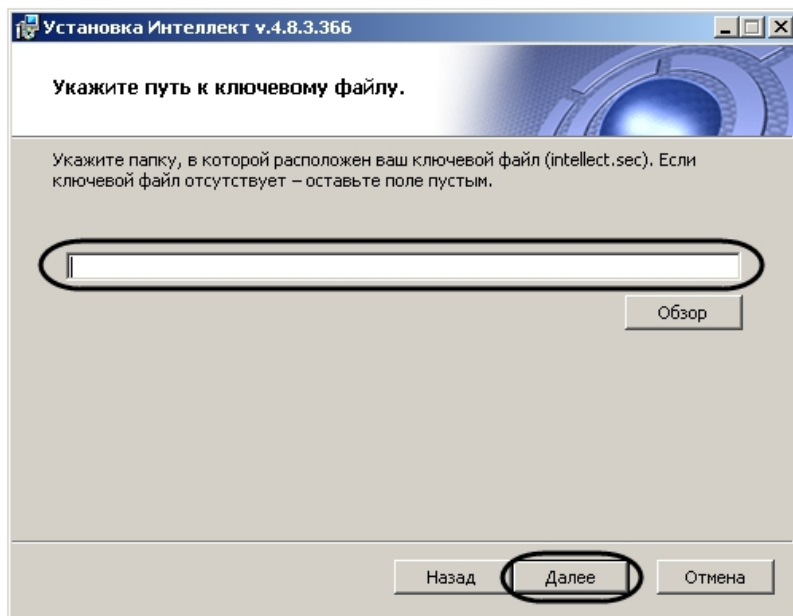 Установка Интеллект v.4.8.3.366
Укажите путь к ключевому файлу.
Укажите папку, в которой расположен ваш ключевой файл (intellect.sec). Если
ключевой файл отсутствует – оставьте поле пустым.
Обзор
Назад Далее Отмена